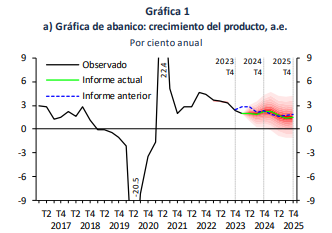 Gráfica 1
a) Gráfica de abanico: crecimiento del producto, a.e.
Por ciento anual
9 9
6 6
3 3
0 0
-3 -3
-6 -6
-9 -9
Observado
Informe actual
Informe anterior
22.4
-20.5
2023 2024 2025
T4 T4 T4
T2 T4 T2 T4 T2 T4 T2 T4 T2 T4 T2 T4 T2 T4 T2 T4 T2 T4
2017 2018 2019 2020 2021 2022 2023 2024 2025